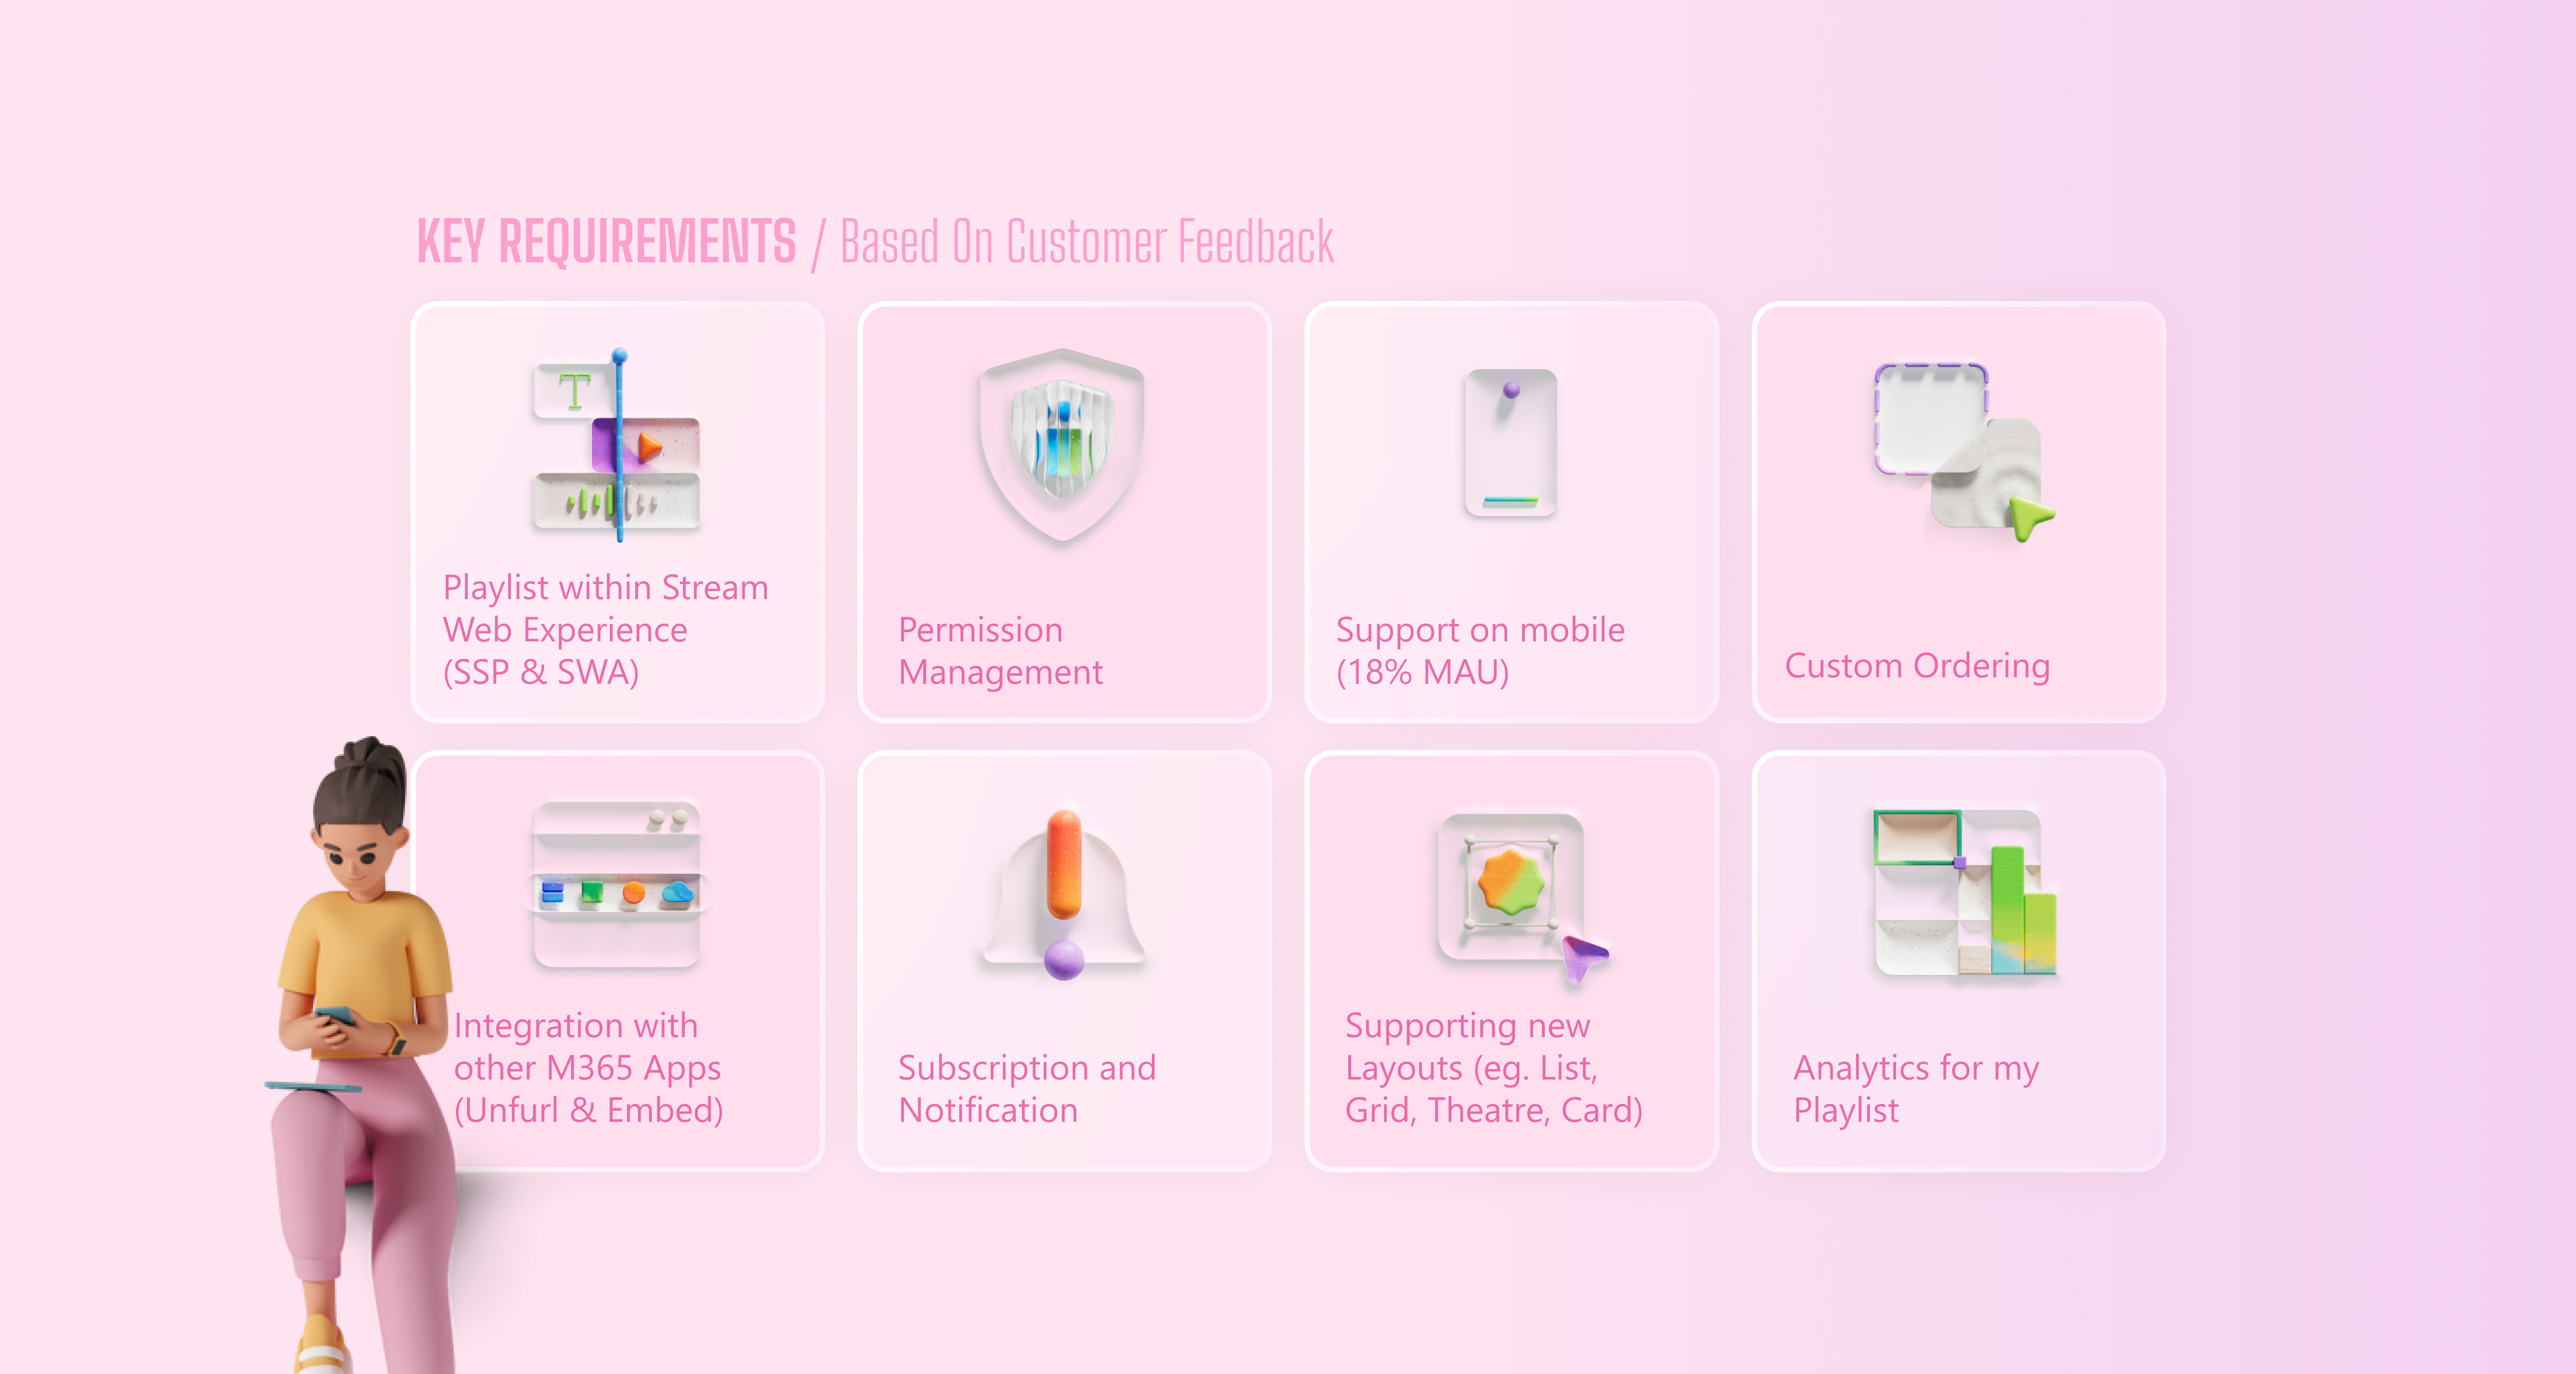 KEY REQUIREMENTS / Based On Customer Feedback
Playlist within Stream
Web Experience
(SSP & SWA)
Permission
Management
Support on mobile
(18% MAU)
Custom Ordering
Integration with
other M365 Apps
(Unfurl & Embed)
Subscription and
Notification
Supporting new
Layouts (eg. List,
Grid, Theatre, Card)
Analytics for my
Playlist